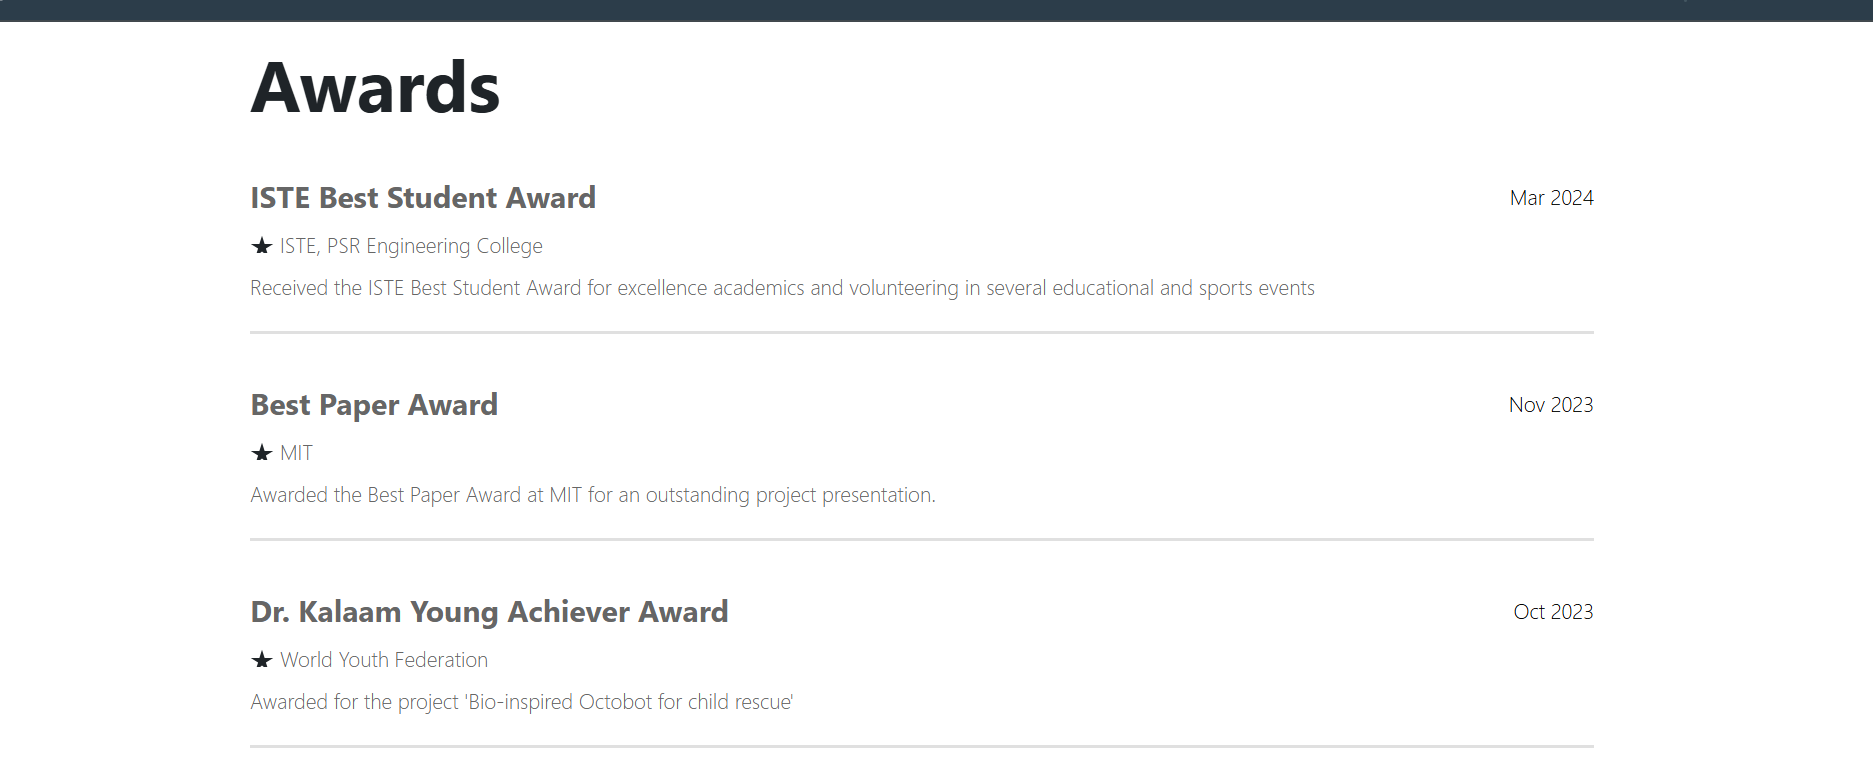 Awards
ISTE Best Student Award
Mar 2024
★ ISTE, PSR Engineering College
Received the ISTE Best Student Award for excellence academics and volunteering in several educational and sports events
Best Paper Award
Nov 2023
★ MIT
Awarded the Best Paper Award at MIT for an outstanding project presentation.
Dr. Kalaam Young Achiever Award
Oct 2023
★ World Youth Federation
Awarded for the project 'Bio-inspired Octobot for child rescue'